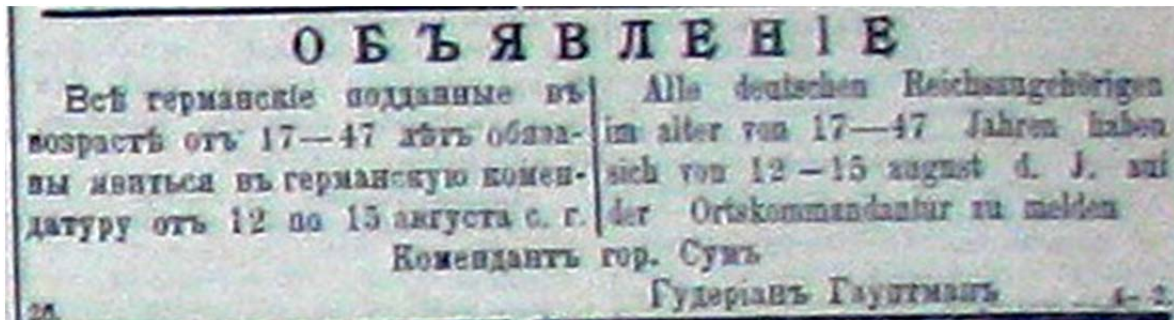 ОБЪЯВЛЕНІЕ
Всѣ германскіе подданные въ
возрастѣ отъ 17—47 лѣтъ обяза-
ны явиться въ германскую комен-
датуру отъ 12 по 15 августа с. г.
Alle deutschen Reichsangehörigen
im alter von 17—47 Jahren haben
sich von 12—15 august d. J. auf
der Ortskommandantur zu melden
Комендантъ гор. Сумъ
Гудеріанъ Гауптманъ